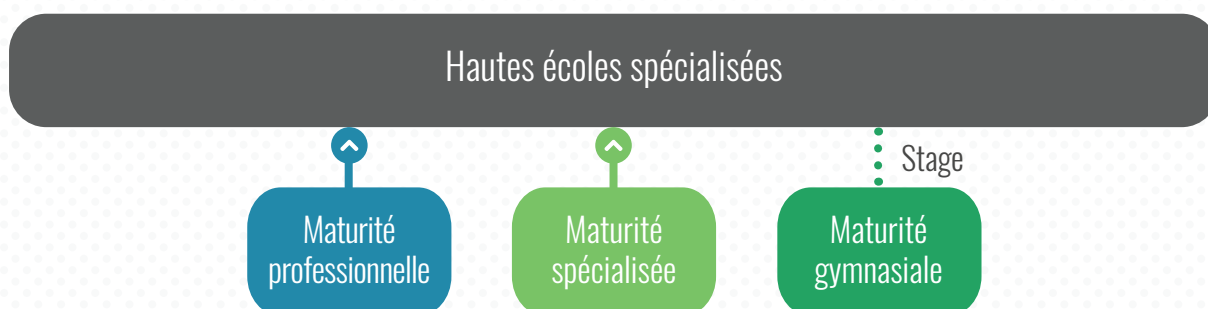 Hautes écoles spécialisées
Stage
Maturité
professionnelle
Maturité
spécialisée
Maturité
gymnasiale